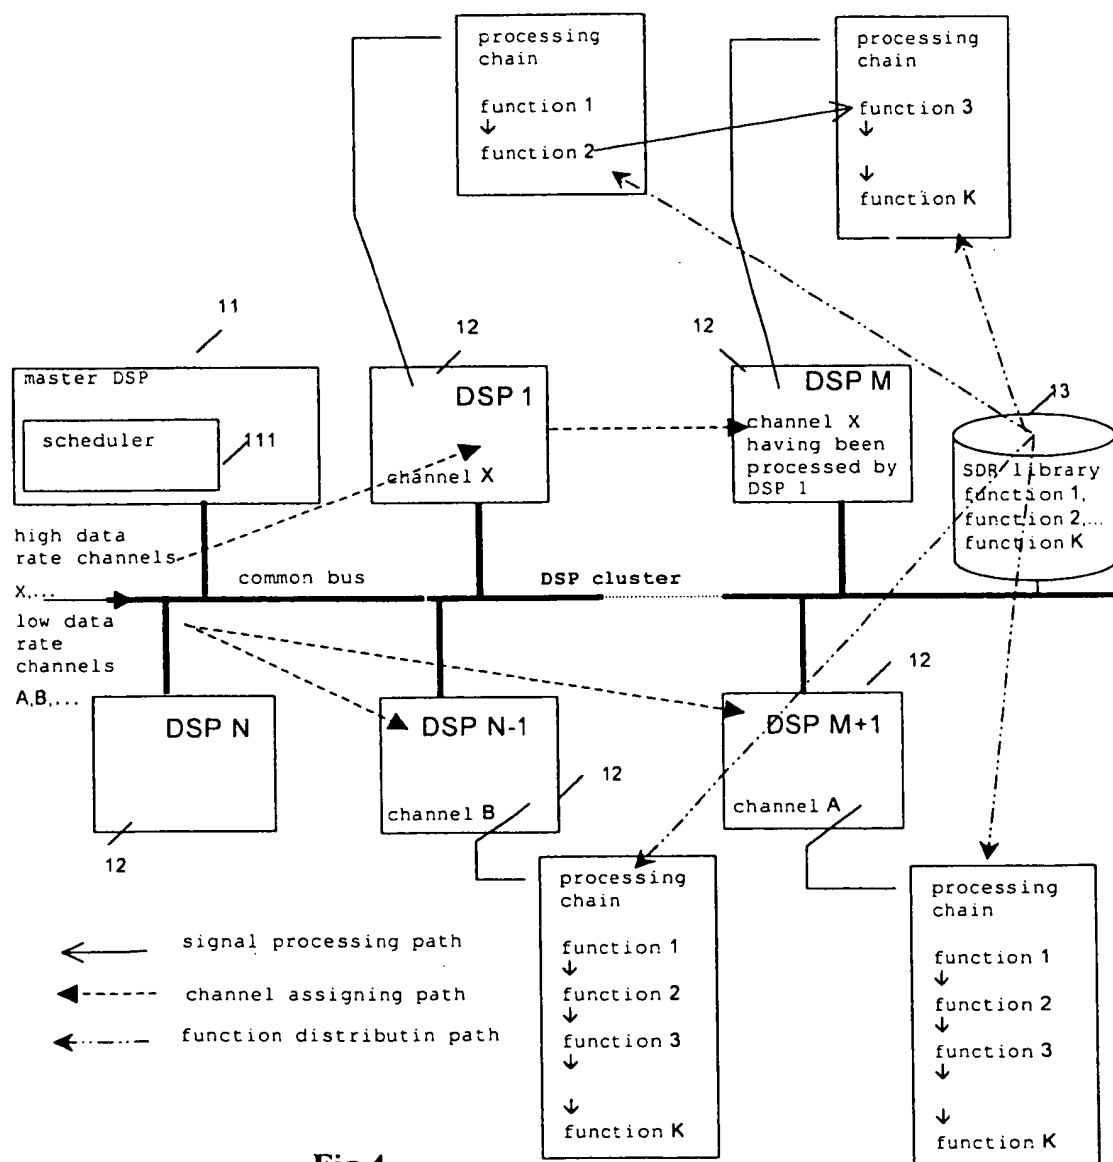 processing
chain
function 1
↓
function 2
processing
chain
function 3
↓
↓
function K
11
12
12
master DSP
scheduler
111
DSP 1
channel X
DSP M
channel X
having been
processed by
DSP 1
13
SDR library
function 1,
function 2,...
function K
high data
rate channels
X,...
common bus
DSP cluster
low data
rate
channels
A,B,...
DSP N
12
DSP N-1
channel B
12
DSP M+1
channel A
12
processing
chain
function 1
↓
function 2
↓
function 3
↓
↓
function K
processing
chain
function 1
↓
function 2
↓
function 3
↓
↓
function K
signal processing path
channel assigning path
function distributin path